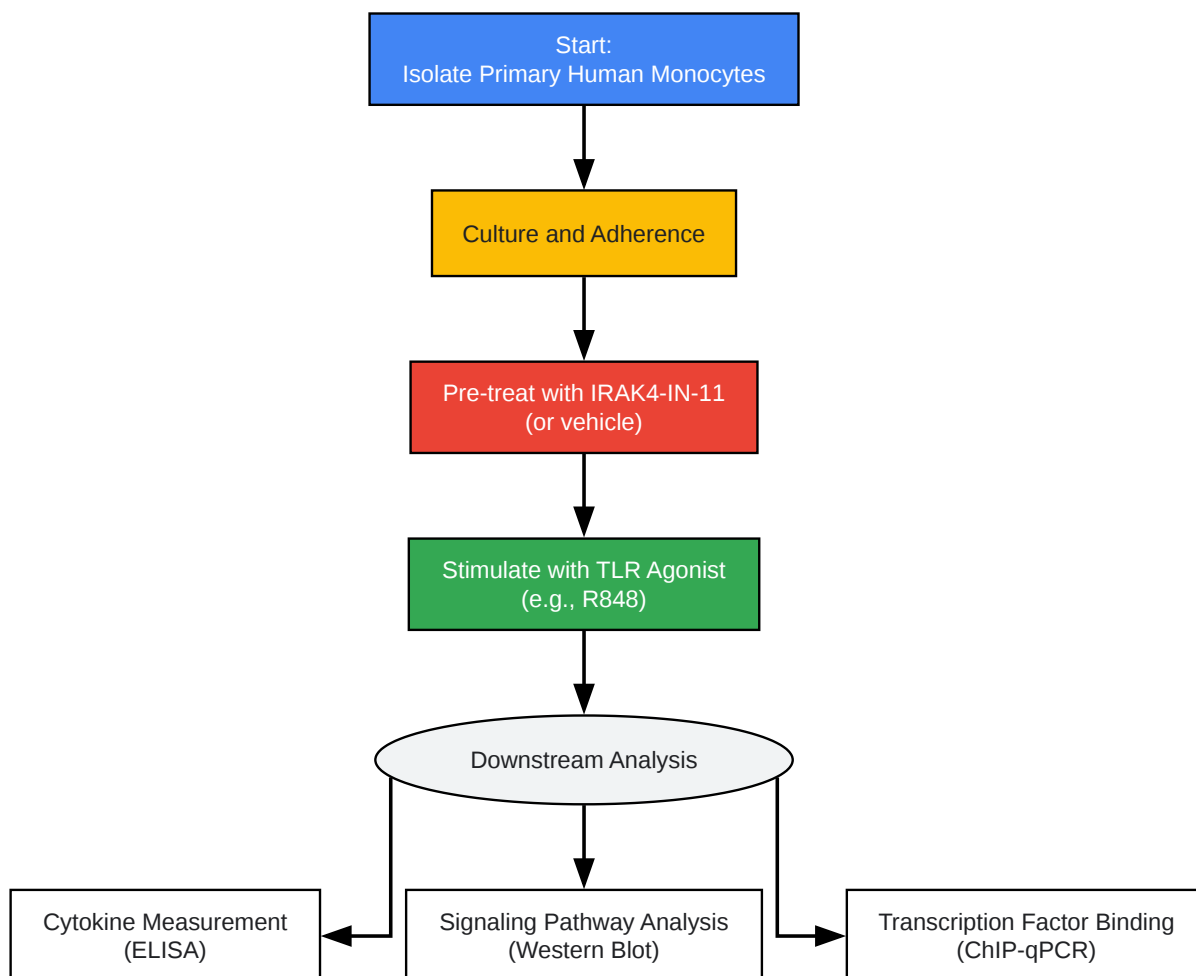 Start:
Isolate Primary Human Monocytes
Culture and Adherence
Pre-treat with IRAK4-IN-11
(or vehicle)
Stimulate with TLR Agonist
(e.g., R848)
Downstream Analysis
Cytokine Measurement
(ELISA)
Signaling Pathway Analysis
(Western Blot)
Transcription Factor Binding
(ChIP-qPCR)